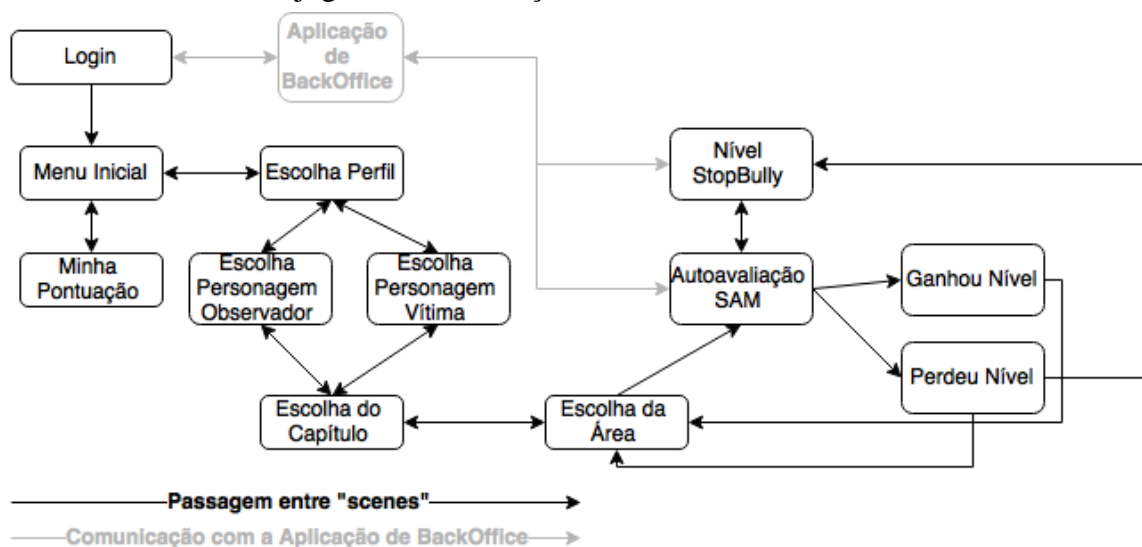 Login
Aplicação
de
BackOffice
Menu Inicial
Escolha Perfil
Nível
StopBully
Minha
Pontuação
Escolha
Personagem
Observador
Escolha
Personagem
Vítima
Autoavaliação
SAM
Ganhou Nível
Perdeu Nível
Escolha do
Capítulo
Escolha da
Área
Passagem entre "scenes"
Comunicação com a Aplicação de BackOffice